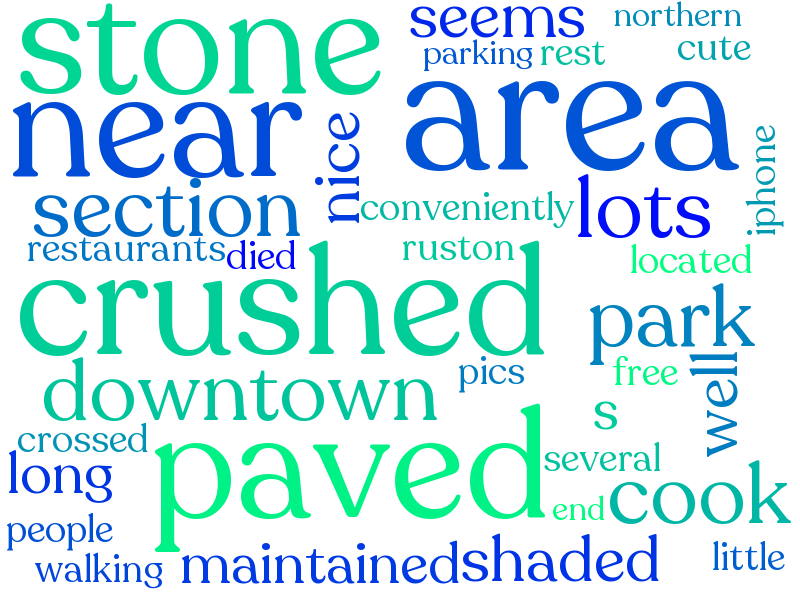 stone
seems
northern
parking
rest
cute
near
area
nice
iphone
section
conveniently
lots
restaurants
died
ruston
located
crushed
park
downtown
pics
free
well
s
crossed
paved
several
long
cook
end
people
walking
maintained
shaded
little